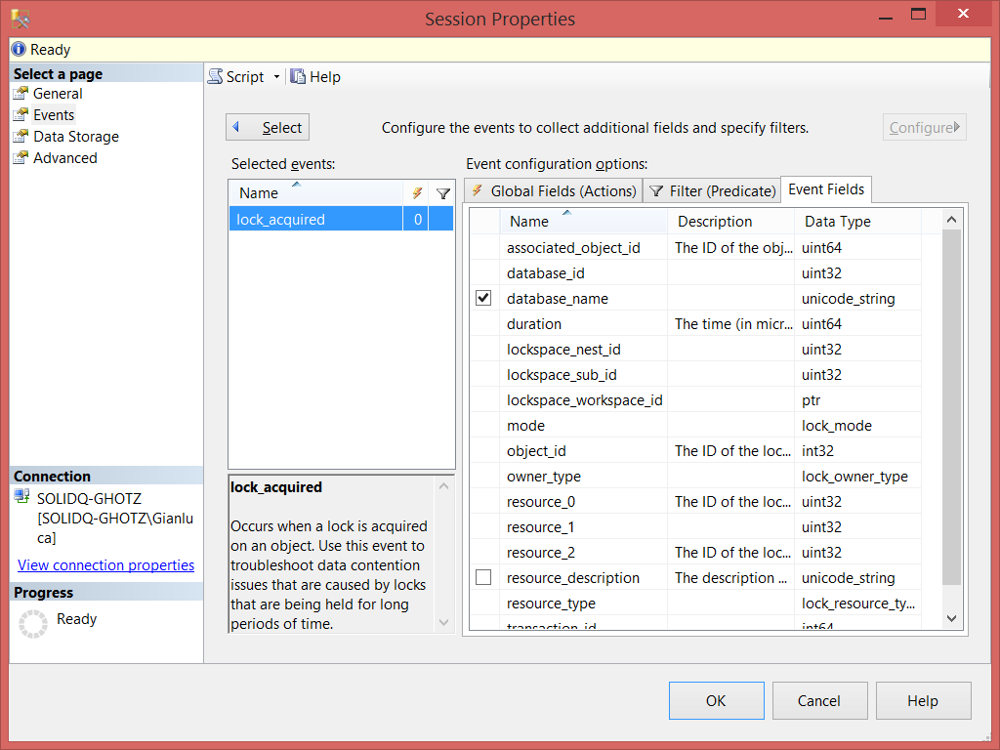 Session Properties
Ready
Select a page
General
Events
Data Storage
Advanced
Connection
SOLIDQ-GHOTZ
[SOLIDQ-GHOTZ\Gianlu
ca]
View connection properties
Progress
Ready
Script
Help
Select
Configure the events to collect additional fields and specify filters.
Configure
Selected events:
Name
lock_acquired 0
lock_acquired
Occurs when a lock is acquired
on an object. Use this event to
troubleshoot data contention
issues that are caused by locks
that are being held for long
periods of time.
Event configuration options:
Global Fields (Actions) Filter (Predicate) Event Fields
Name Description Data Type
associated_object_id The ID of the obj... uint64
database_id uint32
database_name unicode_string
duration The time (in micr... uint64
lockspace_nest_id uint32
lockspace_sub_id uint32
lockspace_workspace_id ptr
mode lock_mode
object_id The ID of the loc... int32
owner_type lock_owner_type
resource_0 The ID of the loc... uint32
resource_1 uint32
resource_2 The ID of the loc... uint32
resource_description The description ... unicode_string
resource_type lock_resource_ty...
transaction_id int64
OK Cancel Help